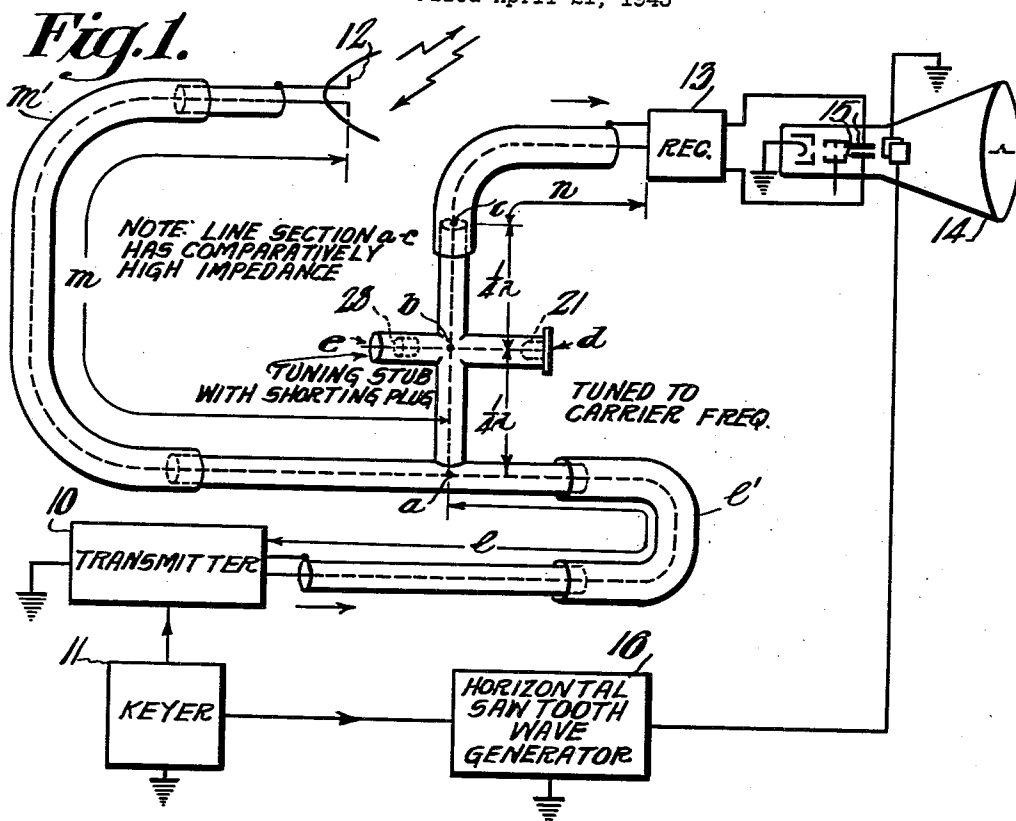 Filed April 21, 1943
Fig.1.
12
m'
13
REC.
15
14
n
c
NOTE: LINE SECTION a-c
HAS COMPARATIVELY
HIGH IMPEDANCE
m
¼λ
28
b
21
e
d
TUNING STUB
WITH SHORTING PLUG
¼λ
TUNED TO
CARRIER FREQ.
a
l'
10
TRANSMITTER
l
11
KEYER
16
HORIZONTAL
SAW TOOTH
WAVE
GENERATOR